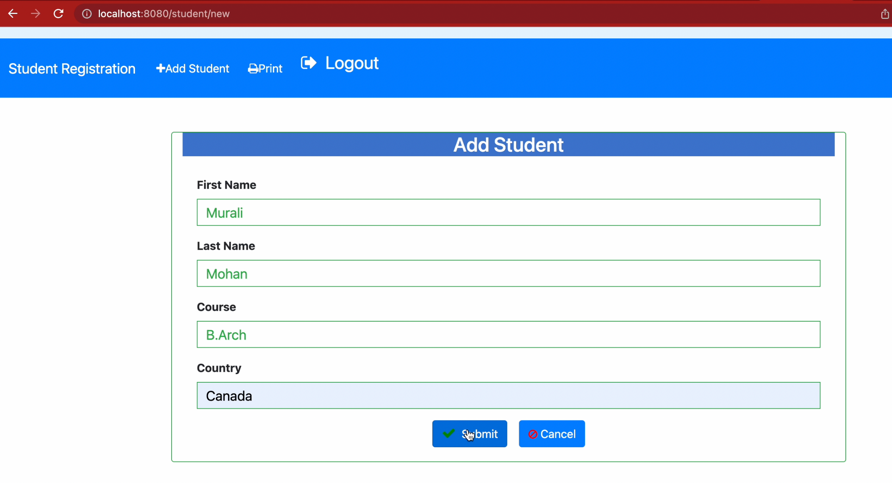 localhost:8080/student/new
Student Registration Add Student Print Logout
Add Student
First Name
Murali
Last Name
Mohan
Course
B.Arch
Country
Canada
Submit Cancel